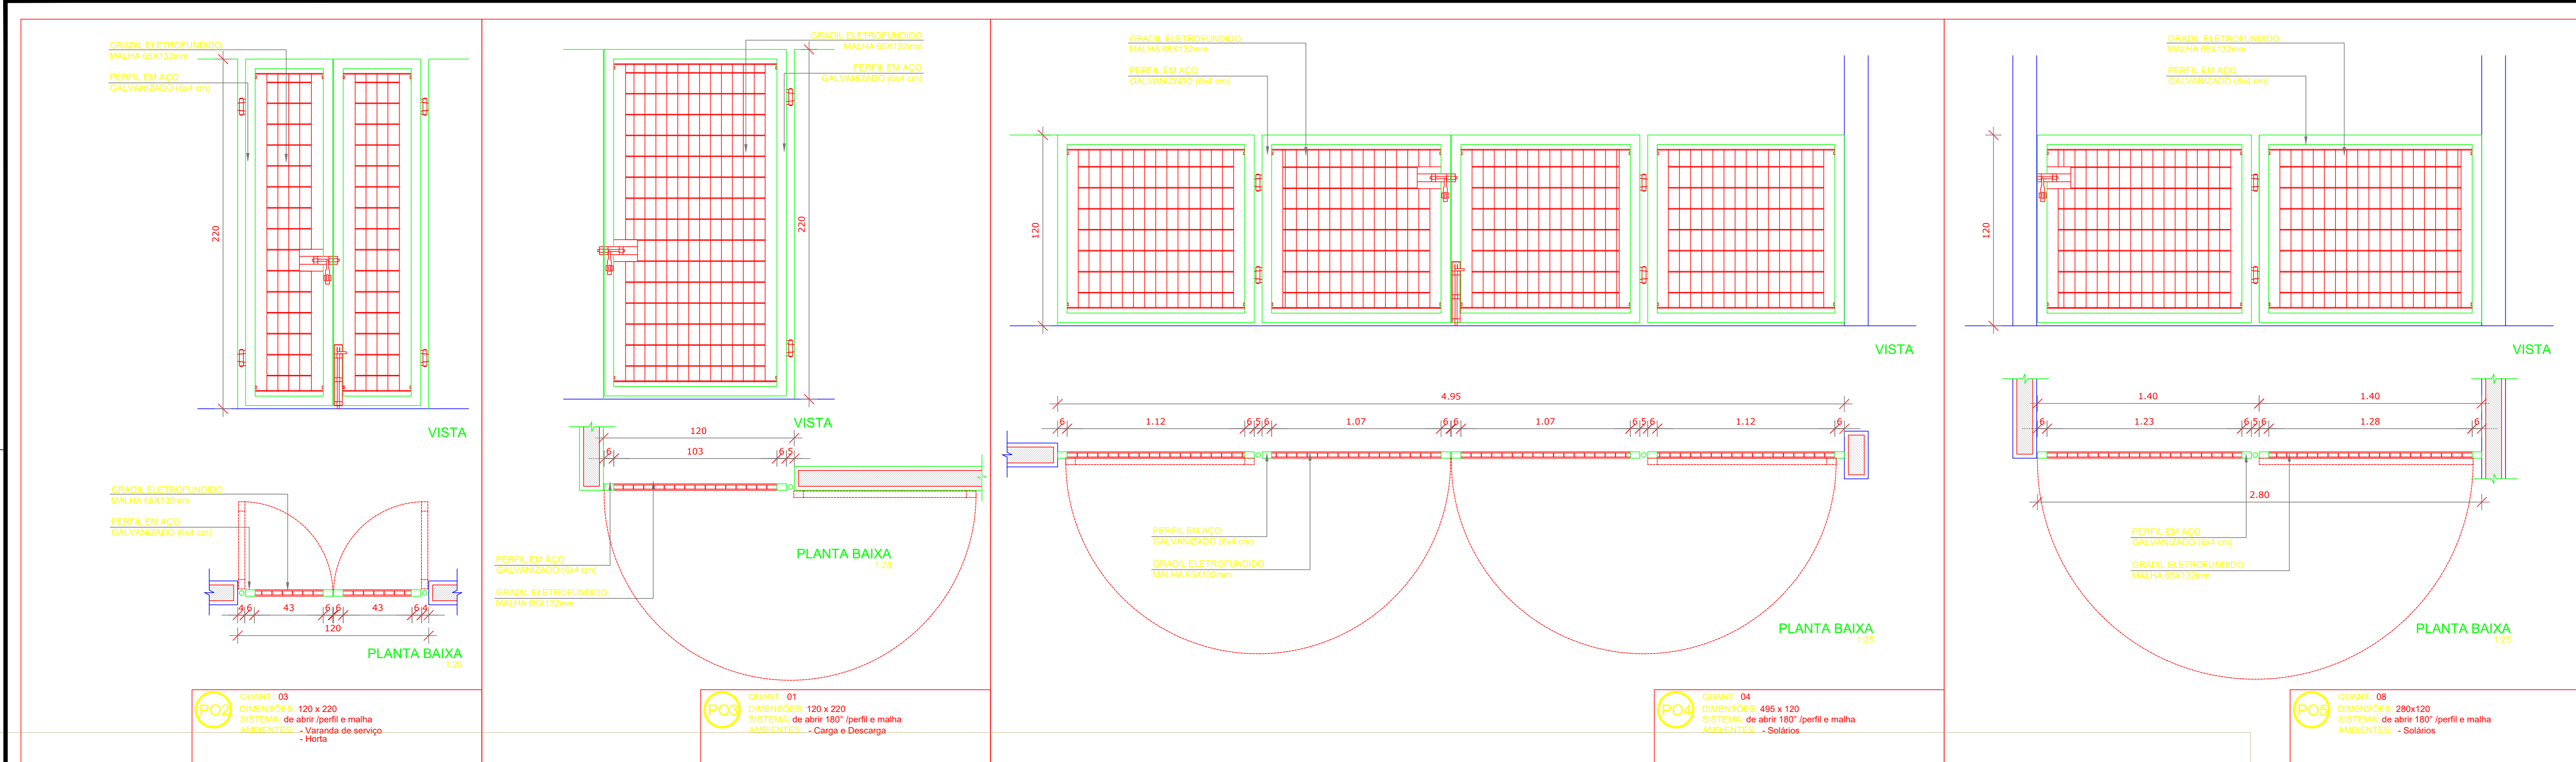 GRADIL ELETROFUNDIDO
MALHA 65X132mm
PERFIL EM AÇO
GALVANIZADO (6x4 cm)
220
VISTA
GRADIL ELETROFUNDIDO
MALHA 65X132mm
PERFIL EM AÇO
GALVANIZADO (6x4 cm)
4 6 43 6 6 43 6 4
120
PLANTA BAIXA
1:25
PO2
QUANT.: 03
DIMENSÕES: 120 x 220
SISTEMA: de abrir /perfil e malha
AMBIENTES: - Varanda de serviço
- Horta
GRADIL ELETROFUNDIDO
MALHA 65X132mm
PERFIL EM AÇO
GALVANIZADO (6x4 cm)
220
VISTA
120
6 103 6 5
PLANTA BAIXA
1:25
PERFIL EM AÇO
GALVANIZADO (6x4 cm)
GRADIL ELETROFUNDIDO
MALHA 65X132mm
PO3
QUANT.: 01
DIMENSÕES: 120 x 220
SISTEMA: de abrir 180° /perfil e malha
AMBIENTES: - Carga e Descarga
GRADIL ELETROFUNDIDO
MALHA 65X132mm
PERFIL EM AÇO
GALVANIZADO (6x4 cm)
120
VISTA
4.95
6 1.12 6 5 6 1.07 6 6 1.07 6 5 6 1.12 6
PERFIL EM AÇO
GALVANIZADO (6x4 cm)
GRADIL ELETROFUNDIDO
PLANTA BAIXA
1:25
PO4
QUANT.: 04
DIMENSÕES: 495 x 120
SISTEMA: de abrir 180° /perfil e malha
AMBIENTES: - Solários
GRADIL ELETROFUNDIDO
MALHA 65X132mm
PERFIL EM AÇO
GALVANIZADO (6x4 cm)
120
VISTA
1.40 1.40
6 1.23 6 5 6 1.28 6
2.80
PERFIL EM AÇO
GALVANIZADO (6x4 cm)
GRADIL ELETROFUNDIDO
MALHA 65X132mm
PLANTA BAIXA
1:25
PO5
QUANT.: 08
DIMENSÕES: 280x120
SISTEMA: de abrir 180° /perfil e malha
AMBIENTES: - Solários